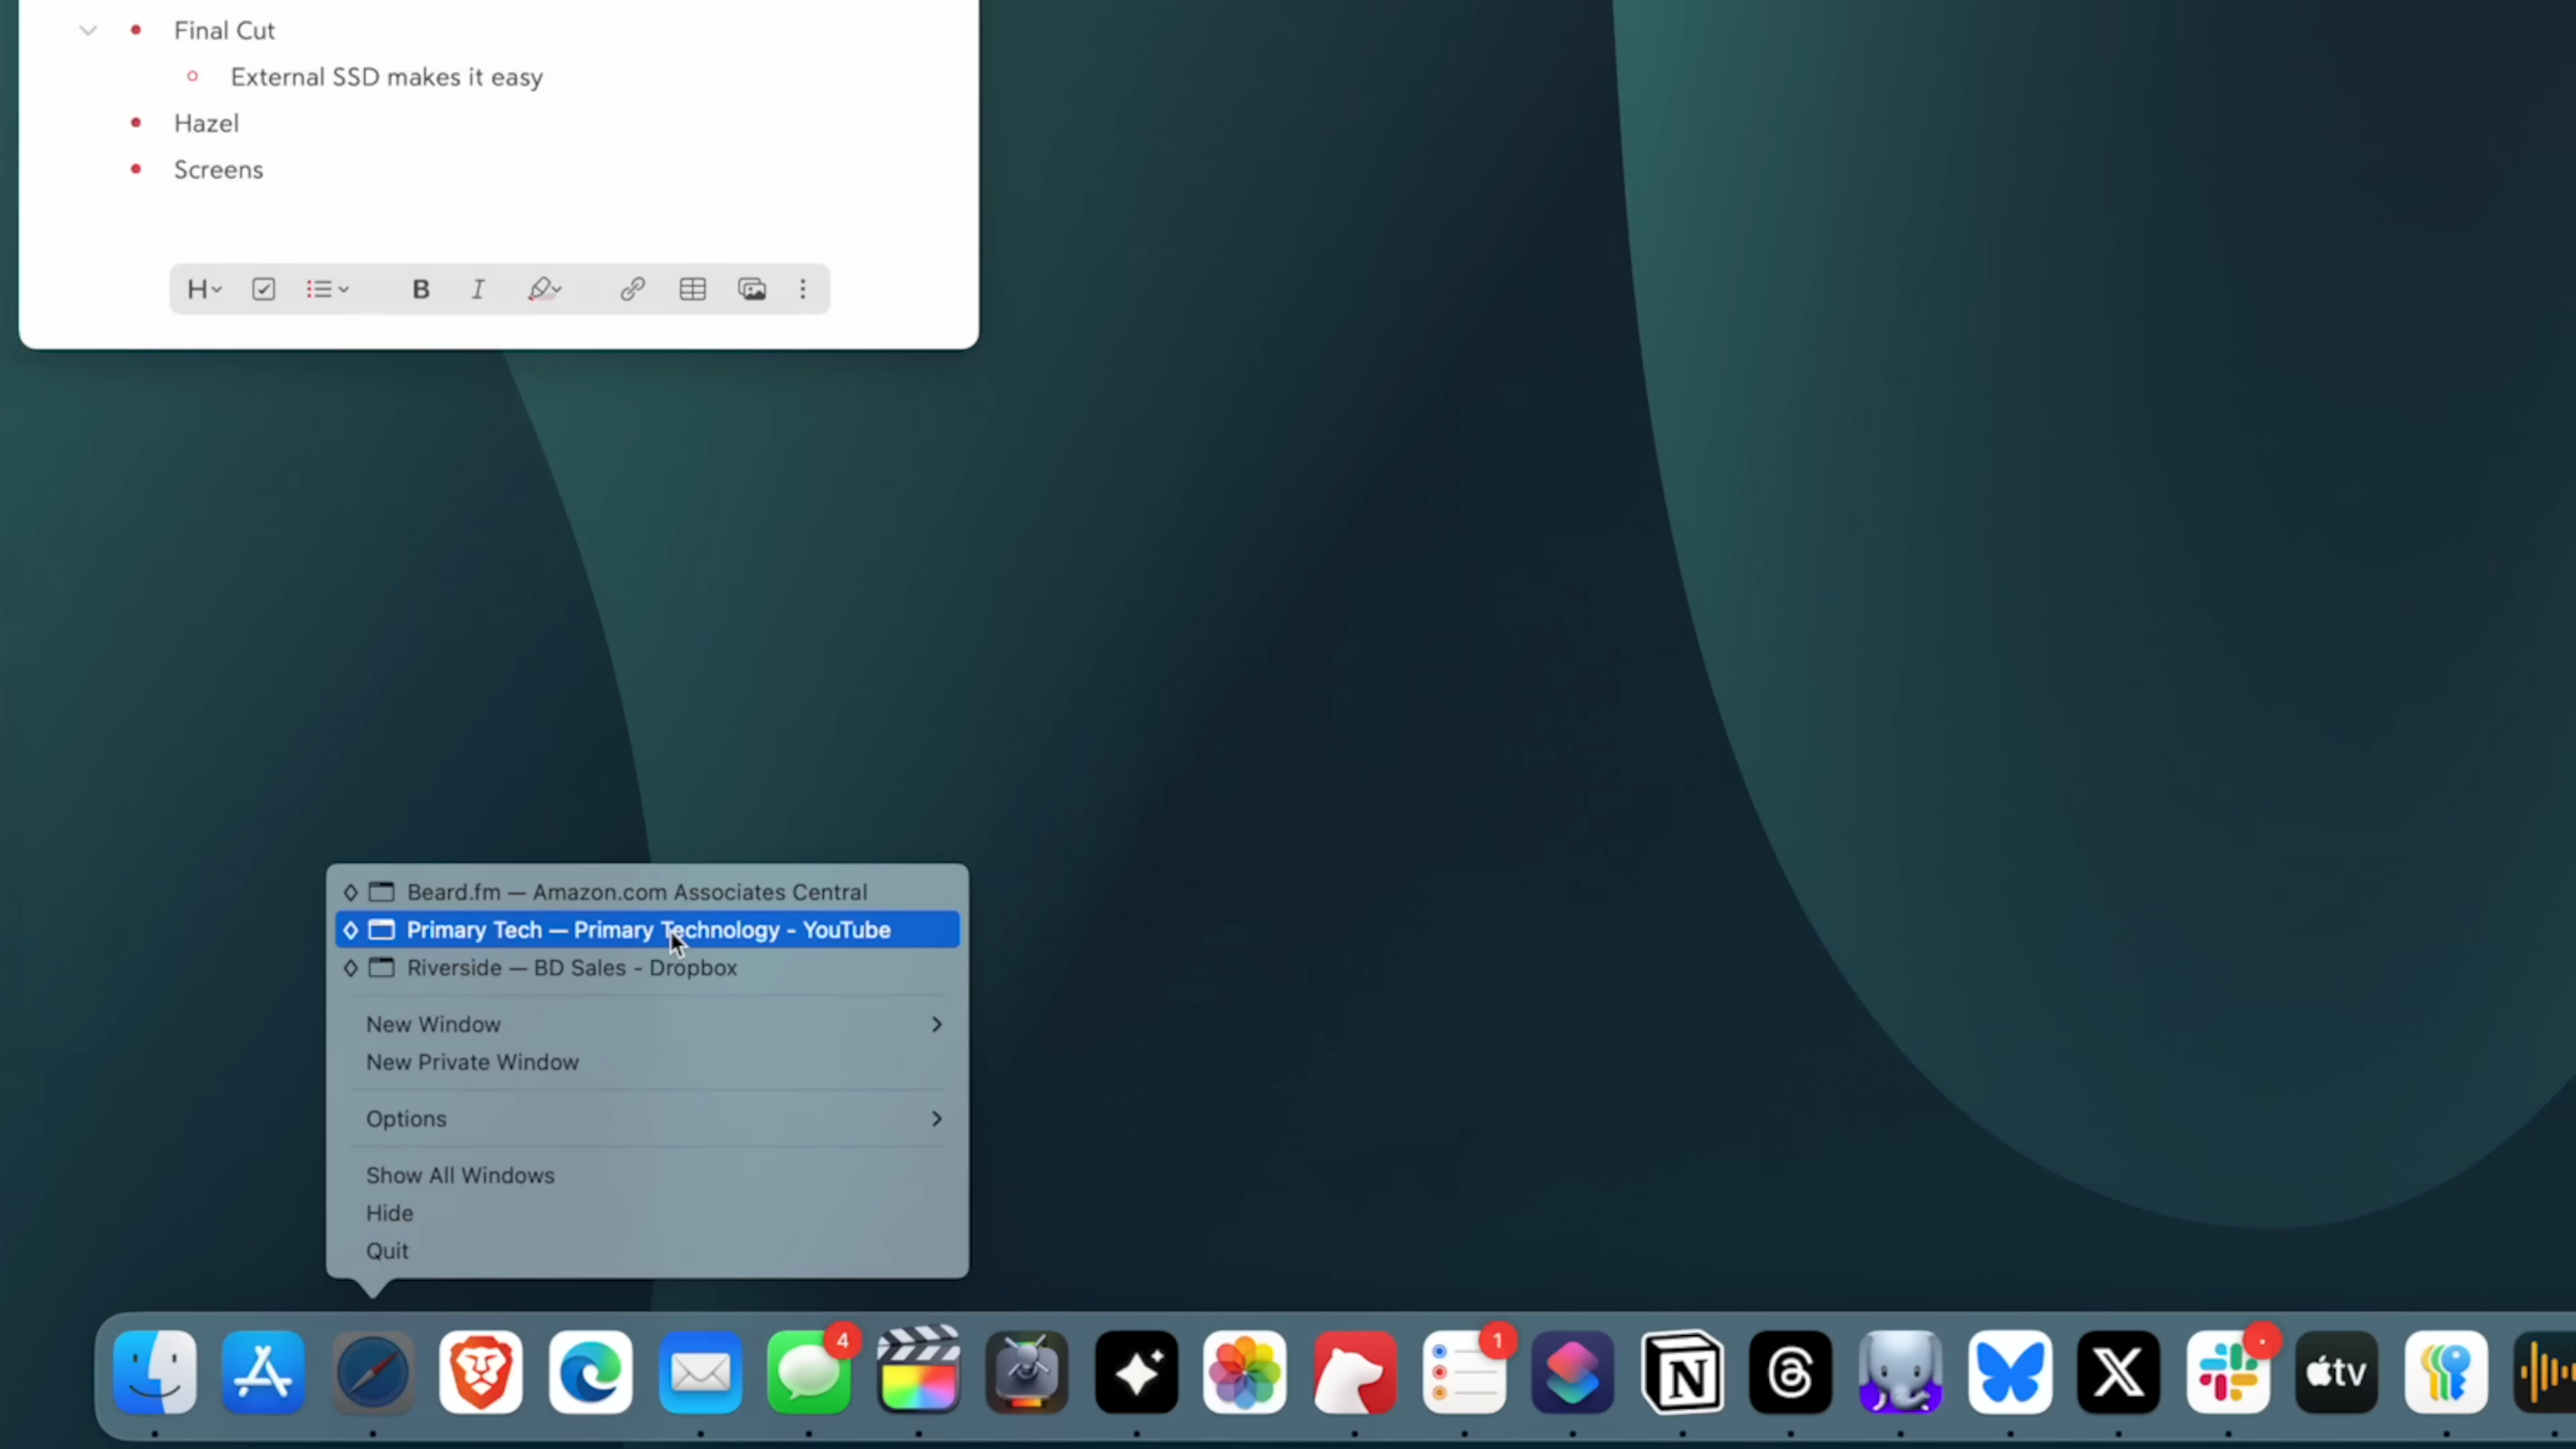 Final Cut
External SSD makes it easy
Hazel
Screens
H B I
Beard.fm — Amazon.com Associates Central
Primary Tech — Primary Technology - YouTube
Riverside — BD Sales - Dropbox
New Window
New Private Window
Options
Show All Windows
Hide
Quit
4
1
N
X
tv